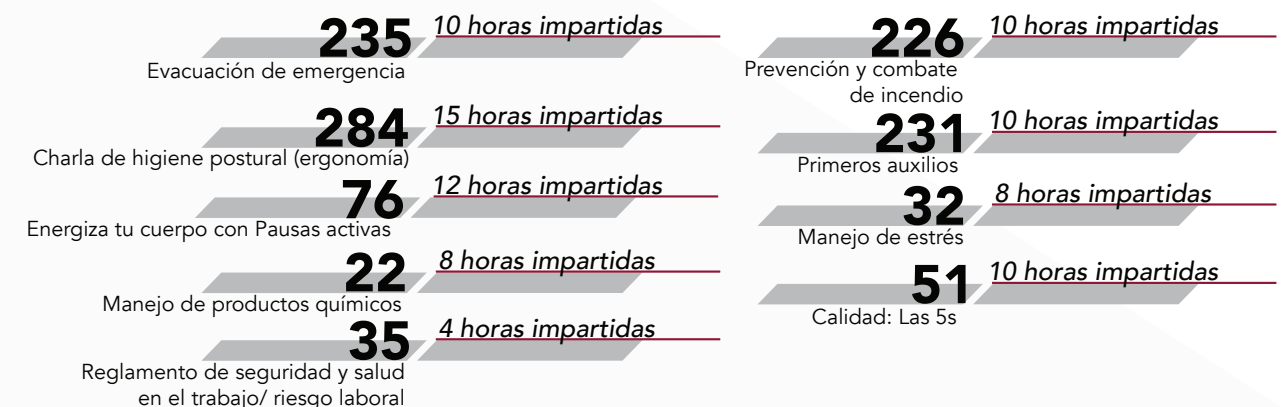 235 10 horas impartidas
Evacuación de emergencia
284 15 horas impartidas
Charla de higiene postural (ergonomía)
76 12 horas impartidas
Energiza tu cuerpo con Pausas activas
22 8 horas impartidas
Manejo de productos químicos
35 4 horas impartidas
Reglamento de seguridad y salud
en el trabajo/ riesgo laboral
226 10 horas impartidas
Prevención y combate
de incendio
231 10 horas impartidas
Primeros auxilios
32 8 horas impartidas
Manejo de estrés
51 10 horas impartidas
Calidad: Las 5s